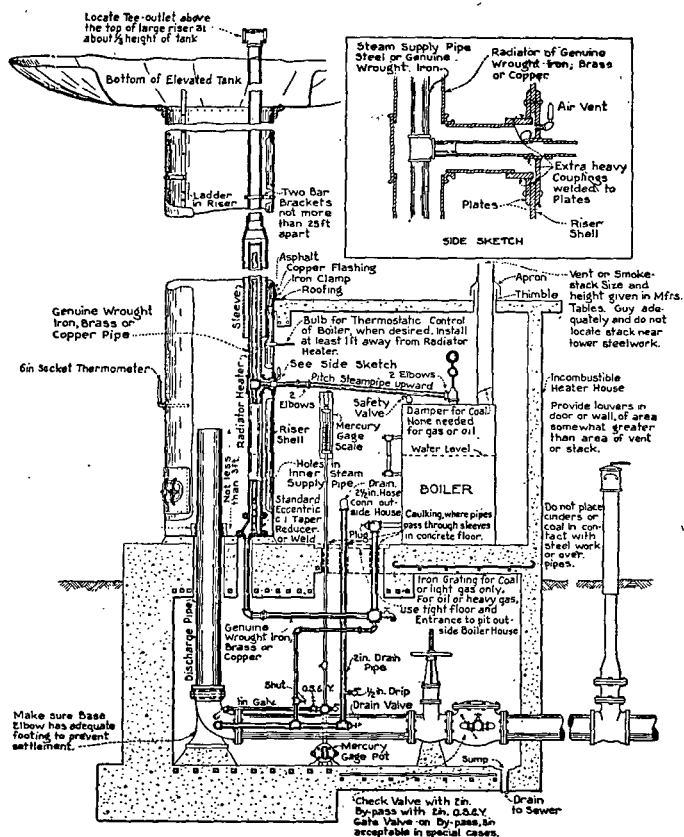 Locate Tee-outlet above
the top of large riser at
about ⅓ height of tank
Bottom of Elevated Tank
Ladder
in Riser
Two Bar
Brackets
not more
than 25ft
apart
Steam Supply Pipe
Steel or Genuine
Wrought Iron
Radiator of Genuine
Wrought-Iron, Brass
or Copper
Air Vent
Extra heavy
Couplings
welded to
Plates
Plates
Riser
Shell
SIDE SKETCH
Asphalt
Copper Flashing
Iron Clamp
Roofing
Sleeve
Apron
Thimble
Vent or Smoke-
stack Size and
height given in Mfrs.
Tables. Guy ade-
quately and do not
locate stack near
tower steelwork.
Genuine Wrought
Iron, Brass or
Copper Pipe
Bulb for Thermostatic Control
of Boiler, when desired. Install
at least 1ft away from Radiator
Heater.
6in Socket Thermometer
Radiator Heater
See Side Sketch
2 Elbows
Pitch Steampipe upward
2
Elbows
Safety
Valve
Incombustible
Heater House
Provide louvers in
door or wall, of area
somewhat greater
than area of vent
or stack.
Mercury
Gage
Scale
Damper for Coal
None needed
for gas or oil
Water Level
BOILER
Riser
Shell
Not less
than 3ft.
Holes in
Inner Steam
Supply Pipe
Drain.
2½in. Hose
Conn out-
side House
Standard
Eccentric
C I Taper
Reducer
or Weld
Plug
Caulking, where pipes
pass through sleeves
in concrete floor.
Do not place
cinders or
coal in con-
tact with
steel work
or over
pipes.
Iron Grating for Coal
or light gas only.
For oil or heavy gas,
use tight floor and
Entrance to pit out-
side Boiler House
Discharge Pipe
Genuine
Wrought Iron,
Brass or
Copper
2in. Drain
Pipe
Shut
O.S.&Y.
1in Galv.
½in. Drip
Drain Valve
Make sure Base
Elbow has adequate
footing to prevent
settlement.
Mercury
Gage Pot
Sump
Drain
to Sewer
Check Valve with 2in.
By-pass with 2in. O.S.&Y.
Gate Valve on By-pass,
acceptable in special cases.